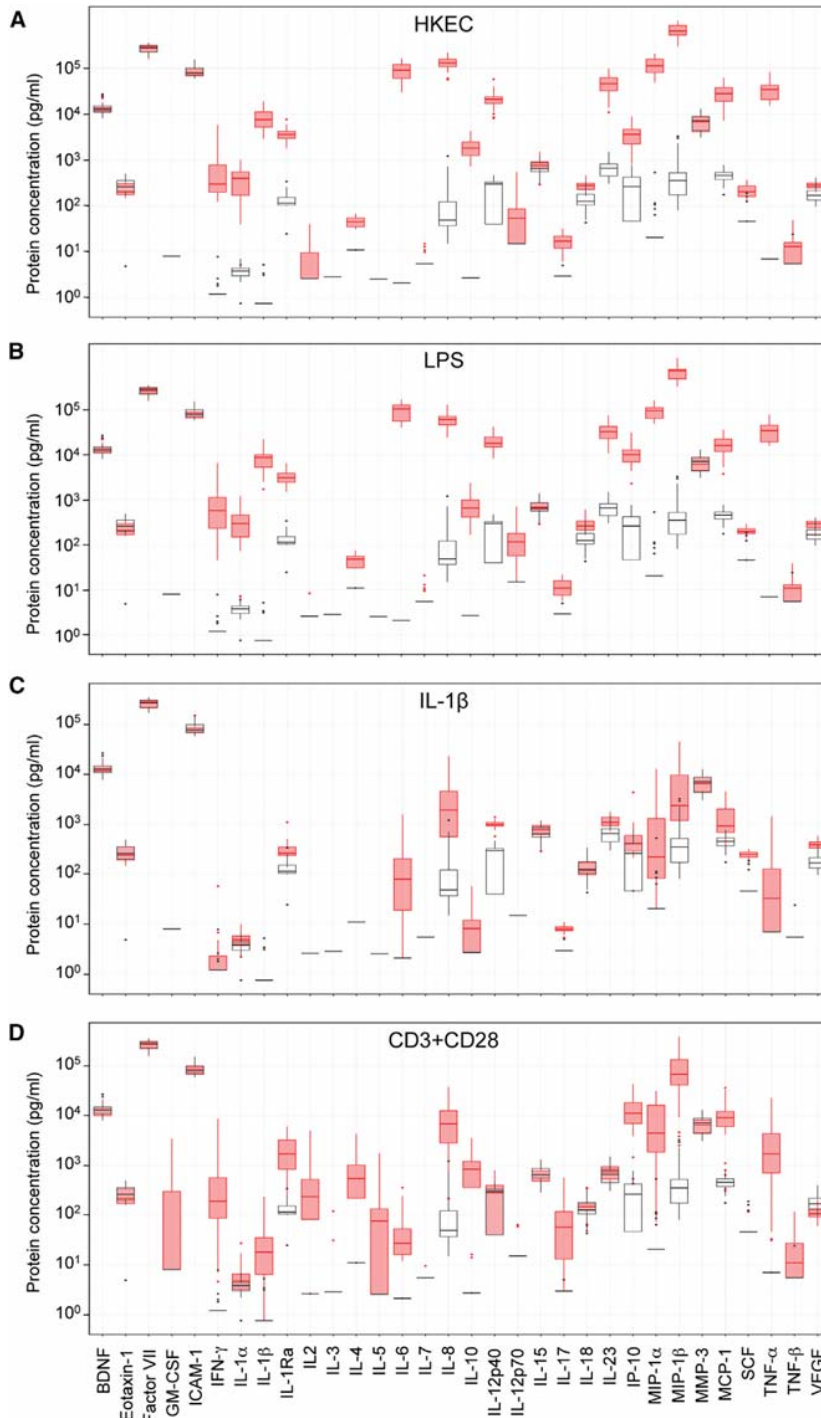 A
HKEC
Protein concentration (pg/ml)
10⁵
10⁴
10³
10²
10¹
10⁰
B
LPS
Protein concentration (pg/ml)
10⁵
10⁴
10³
10²
10¹
10⁰
C
IL-1β
Protein concentration (pg/ml)
10⁵
10⁴
10³
10²
10¹
10⁰
D
CD3+CD28
Protein concentration (pg/ml)
10⁵
10⁴
10³
10²
10¹
10⁰
BDNF
Eotaxin-1
Factor VII
GM-CSF
ICAM-1
IFN-γ
IL-1α
IL-1β
IL-1Ra
IL2
IL-3
IL-4
IL-5
IL-6
IL-7
IL-8
IL-10
IL-12p40
IL-12p70
IL-15
IL-17
IL-18
IL-23
IP-10
MIP-1α
MIP-1β
MMP-3
MCP-1
SCF
TNF-α
TNF-β
VEGF